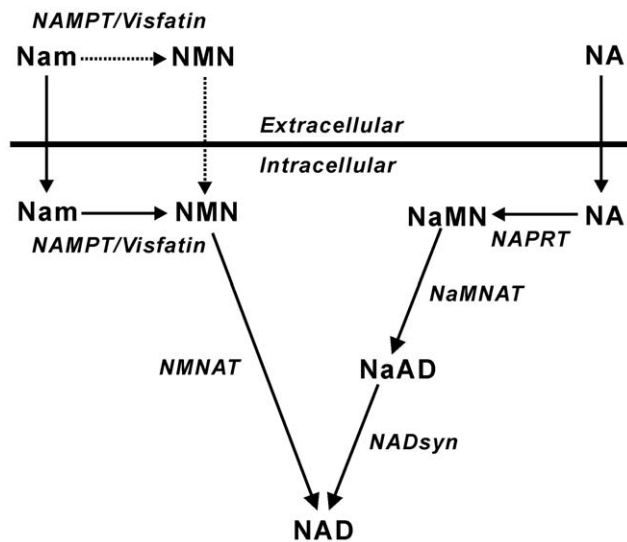 NAMPT/Visfatin
Nam NMN NA
Extracellular
Intracellular
Nam NMN NaMN NA
NAMPT/Visfatin NAPRT
NaMNAT
NMNAT NaAD
NADsyn
NAD